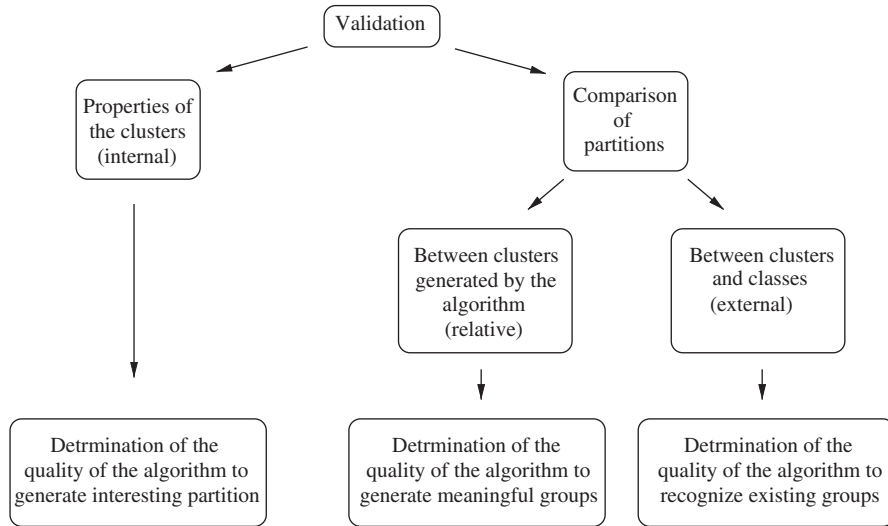 Validation
Properties of
the clusters
(internal)
Comparison
of
partitions
Between clusters
generated by the
algorithm
(relative)
Between clusters
and classes
(external)
Detrmination of the
quality of the algorithm to
generate interesting partition
Detrmination of the
quality of the algorithm to
generate meaningful groups
Detrmination of the
quality of the algorithm to
recognize existing groups